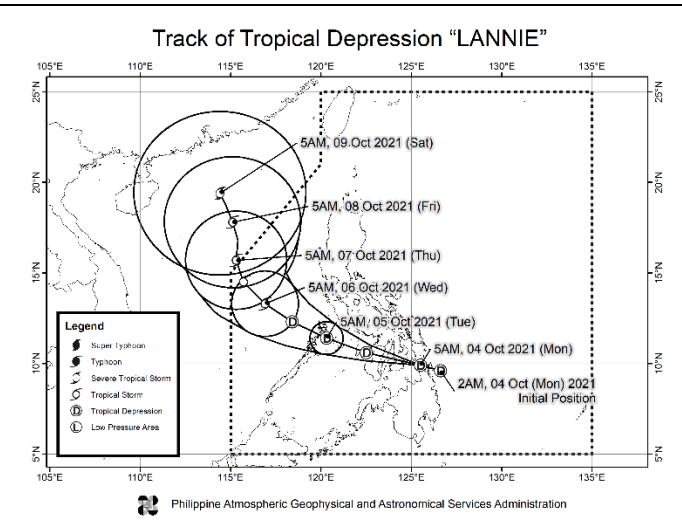 Track of Tropical Depression “LANNIE”
105°E 110°E 115°E 120°E 125°E 130°E 135°E
25°N 25°N
5AM, 09 Oct 2021 (Sat)
20°N 20°N
5AM, 08 Oct 2021 (Fri)
5AM, 07 Oct 2021 (Thu)
15°N 15°N
5AM, 06 Oct 2021 (Wed)
5AM, 05 Oct 2021 (Tue)
D
D
D
5AM, 04 Oct 2021 (Mon)
D
10°N 10°N
2AM, 04 Oct (Mon) 2021
Initial Position
Legend
Super Typhoon
Typhoon
Severe Tropical Storm
Tropical Storm
D Tropical Depression
L Low Pressure Area
5°N 5°N
105°E 110°E 115°E 120°E 125°E 130°E 135°E
Philippine Atmospheric Geophysical and Astronomical Services Administration